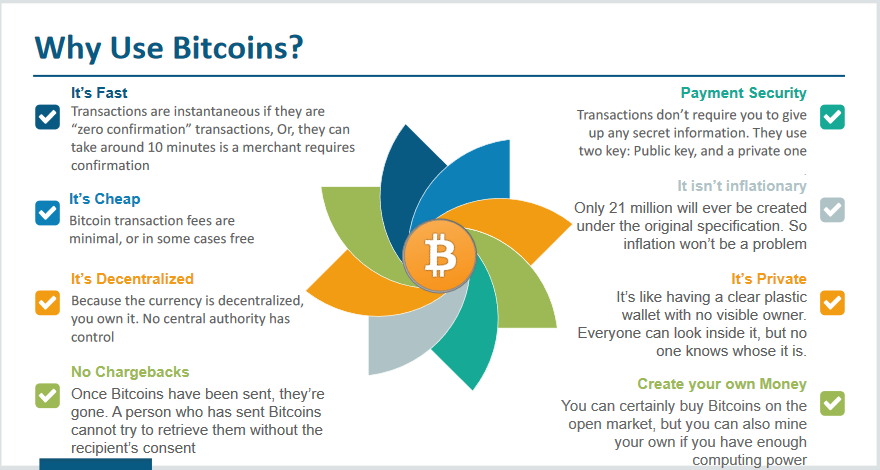 Why Use Bitcoins?
It's Fast
Transactions are instantaneous if they are
“zero confirmation” transactions, Or, they can
take around 10 minutes is a merchant requires
confirmation
It's Cheap
Bitcoin transaction fees are
minimal, or in some cases free
It's Decentralized
Because the currency is decentralized,
you own it. No central authority has
control
No Chargebacks
Once Bitcoins have been sent, they're
gone. A person who has sent Bitcoins
cannot try to retrieve them without the
recipient's consent
Payment Security
Transactions don't require you to give
up any secret information. They use
two key: Public key, and a private one
.
It isn't inflationary
Only 21 million will ever be created
under the original specification. So
inflation won't be a problem
It's Private
It's like having a clear plastic
wallet with no visible owner.
Everyone can look inside it, but no
one knows whose it is.
Create your own Money
You can certainly buy Bitcoins on the
open market, but you can also mine
your own if you have enough
computing power